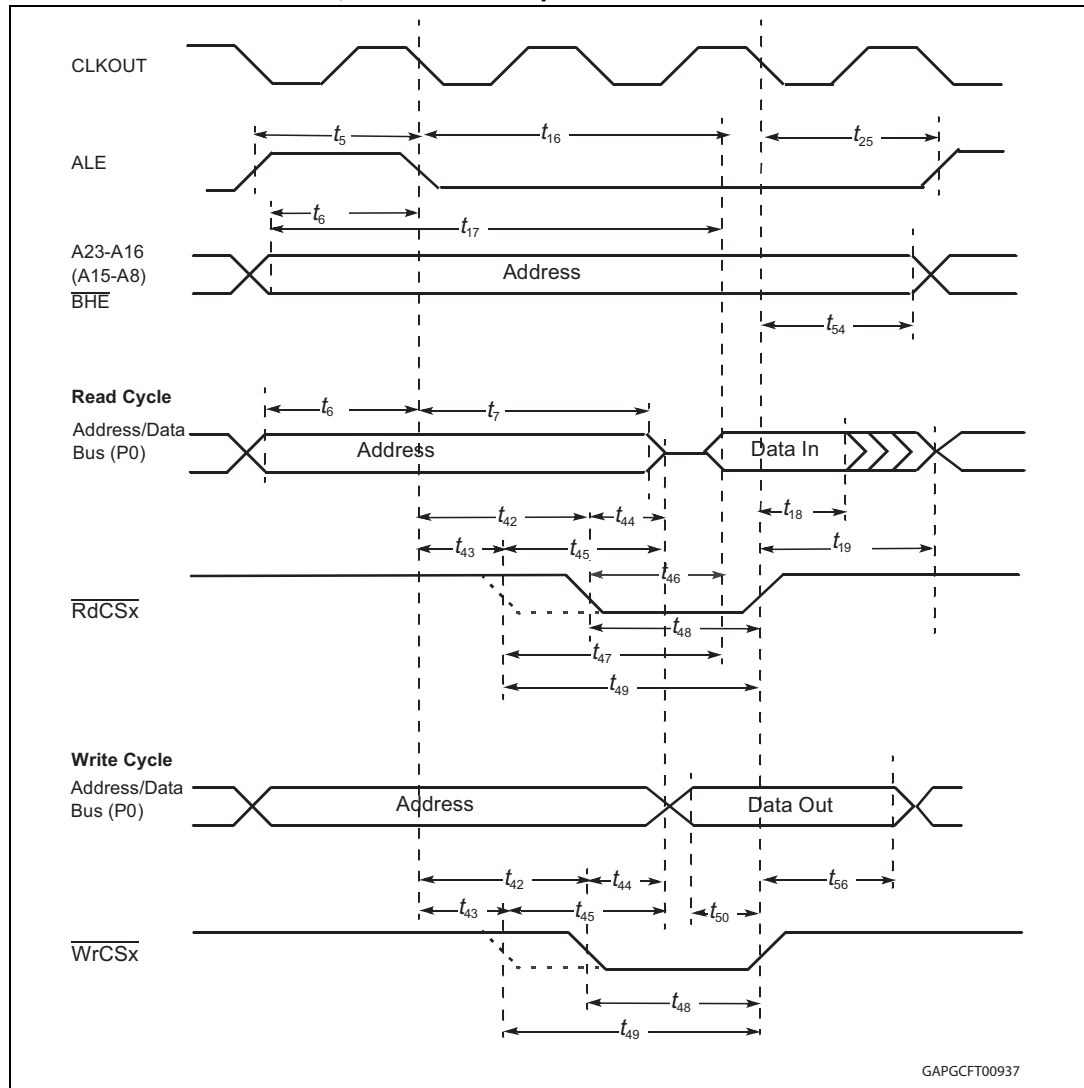 CLKOUT
t5
t16
t25
ALE
t6
t17
A23-A16
(A15-A8)
BHE
Address
t54
Read Cycle
t6
t7
Address/Data
Bus (P0)
Address
Data In
t42
t44
t18
t43
t45
t19
t46
RdCSx
t48
t47
t49
Write Cycle
Address/Data
Bus (P0)
Address
Data Out
t42
t44
t56
t43
t45
t50
WrCSx
t48
t49
GAPGCFT00937